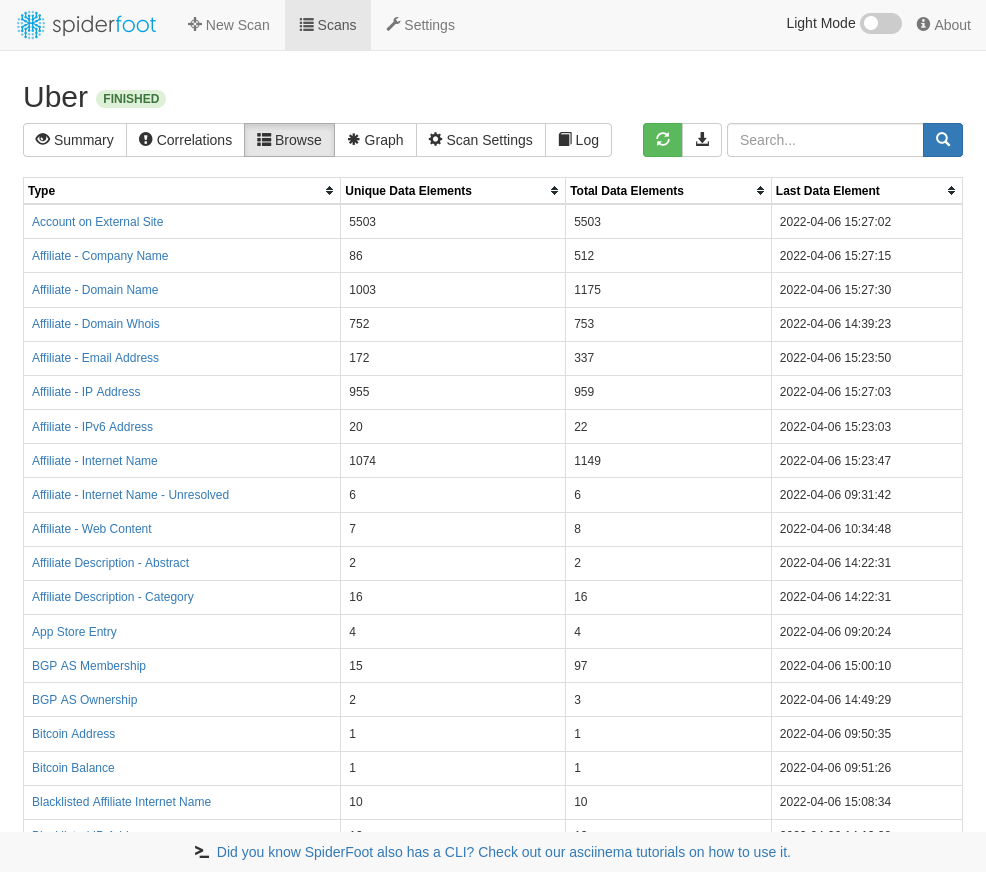 spiderfoot New Scan Scans Settings Light Mode About
Uber FINISHED
Summary Correlations Browse Graph Scan Settings Log Search...
Type Unique Data Elements Total Data Elements Last Data Element
Account on External Site 5503 5503 2022-04-06 15:27:02
Affiliate - Company Name 86 512 2022-04-06 15:27:15
Affiliate - Domain Name 1003 1175 2022-04-06 15:27:30
Affiliate - Domain Whois 752 753 2022-04-06 14:39:23
Affiliate - Email Address 172 337 2022-04-06 15:23:50
Affiliate - IP Address 955 959 2022-04-06 15:27:03
Affiliate - IPv6 Address 20 22 2022-04-06 15:23:03
Affiliate - Internet Name 1074 1149 2022-04-06 15:23:47
Affiliate - Internet Name - Unresolved 6 6 2022-04-06 09:31:42
Affiliate - Web Content 7 8 2022-04-06 10:34:48
Affiliate Description - Abstract 2 2 2022-04-06 14:22:31
Affiliate Description - Category 16 16 2022-04-06 14:22:31
App Store Entry 4 4 2022-04-06 09:20:24
BGP AS Membership 15 97 2022-04-06 15:00:10
BGP AS Ownership 2 3 2022-04-06 14:49:29
Bitcoin Address 1 1 2022-04-06 09:50:35
Bitcoin Balance 1 1 2022-04-06 09:51:26
Blacklisted Affiliate Internet Name 10 10 2022-04-06 15:08:34
Did you know SpiderFoot also has a CLI? Check out our asciinema tutorials on how to use it.